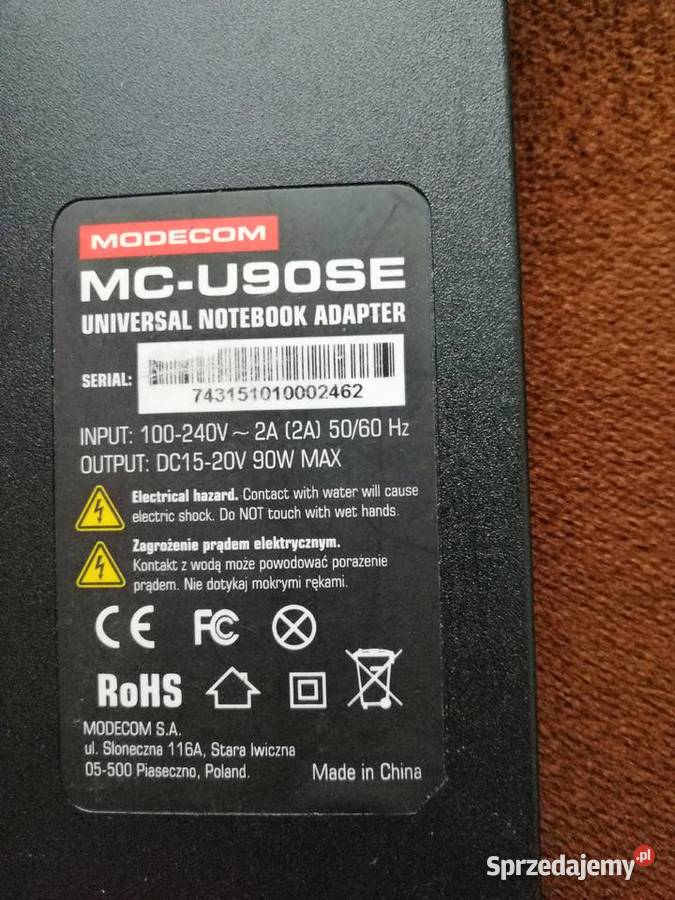 MODECOM
MC-U90SE
UNIVERSAL NOTEBOOK ADAPTER
SERIAL:
743151010002462
INPUT: 100-240V ~ 2A (2A) 50/60 Hz
OUTPUT: DC15-20V 90W MAX
Electrical hazard. Contact with water will cause
electric shock. Do NOT touch with wet hands.
Zagrożenie prądem elektrycznym.
Kontakt z wodą może powodować porażenie
prądem. Nie dotykaj mokrymi rękami.
CE FC
RoHS
MODECOM S.A.
ul. Słoneczna 116A, Stara Iwiczna
05-500 Piaseczno, Poland.
Made in China
Sprzedajemy.pl